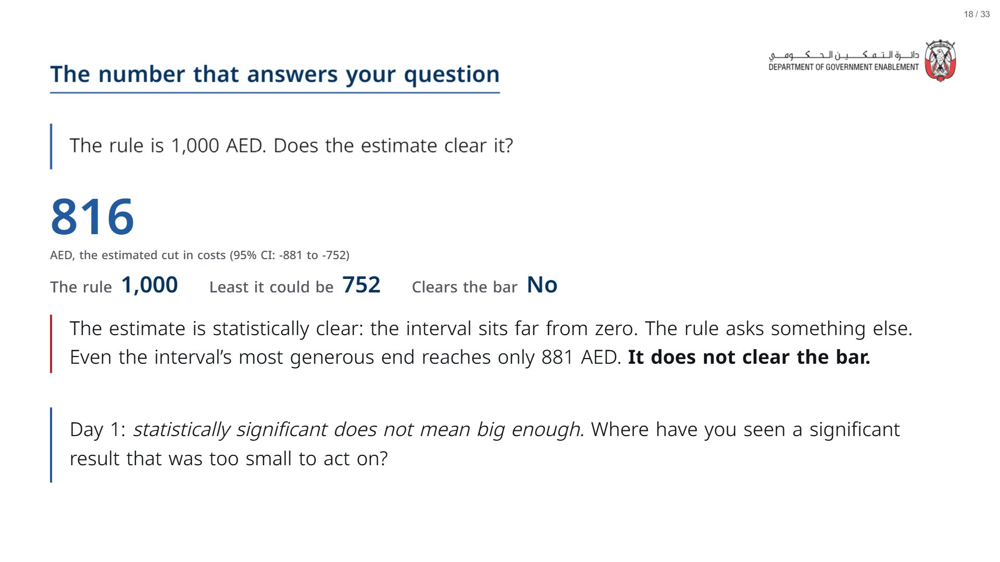 18 / 33
دائرة التمكين الحكومي
DEPARTMENT OF GOVERNMENT ENABLEMENT
The number that answers your question
The rule is 1,000 AED. Does the estimate clear it?
816
AED, the estimated cut in costs (95% CI: -881 to -752)
The rule 1,000 Least it could be 752 Clears the bar No
The estimate is statistically clear: the interval sits far from zero. The rule asks something else.
Even the interval’s most generous end reaches only 881 AED. It does not clear the bar.
Day 1: statistically significant does not mean big enough. Where have you seen a significant
result that was too small to act on?